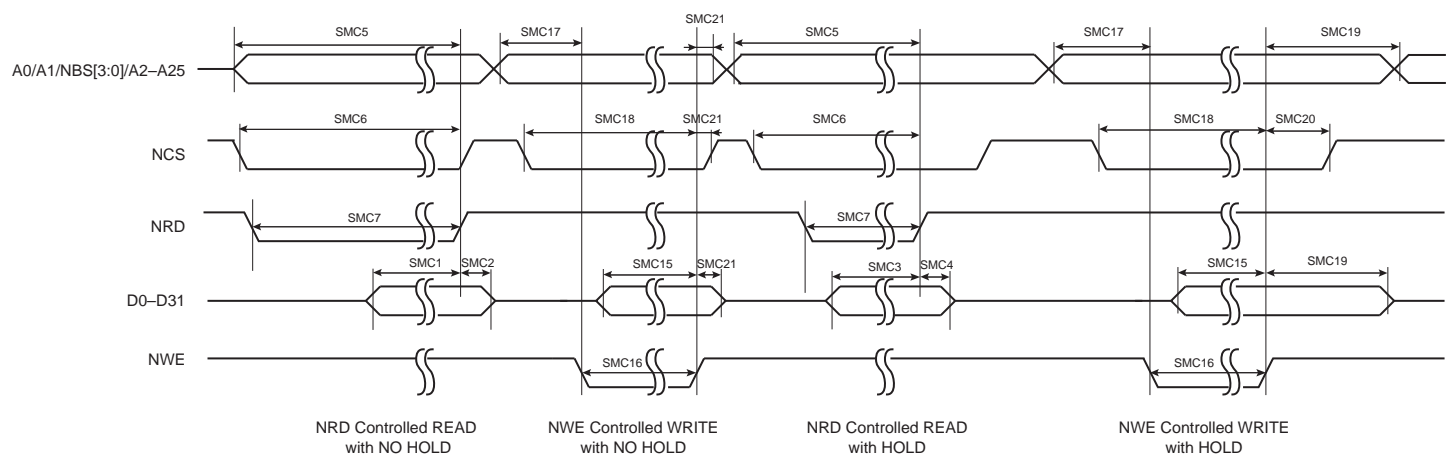 SMC21
SMC5 SMC17 SMC5 SMC17 SMC19
A0/A1/NBS[3:0]/A2–A25
SMC6 SMC18 SMC21 SMC6 SMC18 SMC20
NCS
SMC7 SMC7
NRD
SMC1 SMC2 SMC15 SMC21 SMC3 SMC4 SMC15 SMC19
D0–D31
NWE
SMC16 SMC16
NRD Controlled READ
with NO HOLD
NWE Controlled WRITE
with NO HOLD
NRD Controlled READ
with HOLD
NWE Controlled WRITE
with HOLD